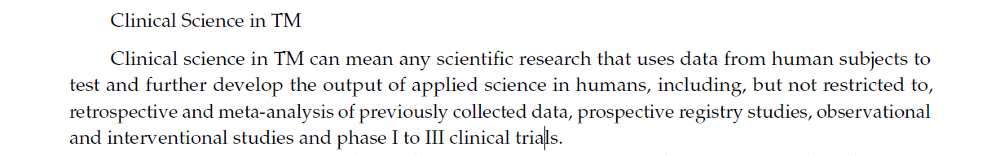 Clinical Science in TM
Clinical science in TM can mean any scientific research that uses data from human subjects to
test and further develop the output of applied science in humans, including, but not restricted to,
retrospective and meta-analysis of previously collected data, prospective registry studies, observational
and interventional studies and phase I to III clinical trials.